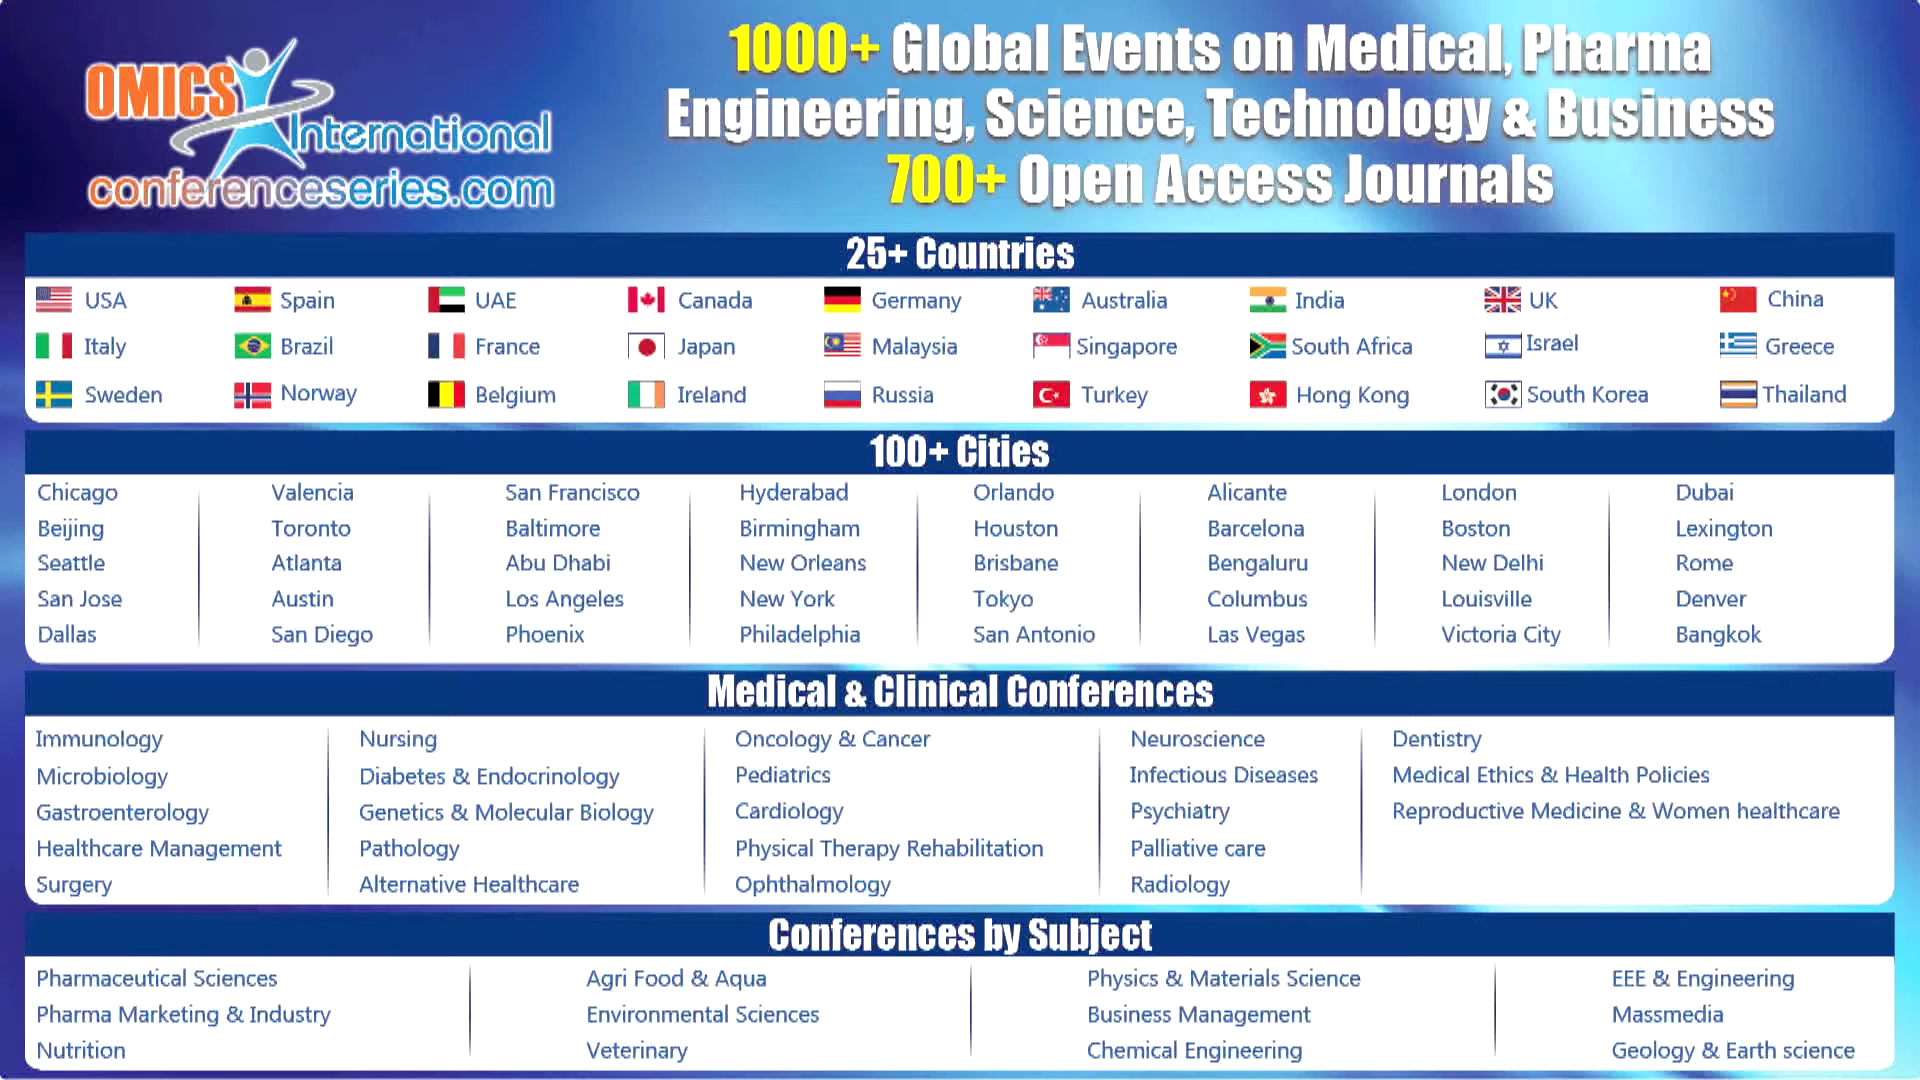 OMICS
International
conferenceseries.com
1000+ Global Events on Medical, Pharma
Engineering, Science, Technology & Business
700+ Open Access Journals
25+ Countries
USA Spain UAE Canada Germany Australia India UK China
Italy Brazil France Japan Malaysia Singapore South Africa Israel Greece
Sweden Norway Belgium Ireland Russia Turkey Hong Kong South Korea Thailand
100+ Cities
Chicago Valencia San Francisco Hyderabad Orlando Alicante London Dubai
Beijing Toronto Baltimore Birmingham Houston Barcelona Boston Lexington
Seattle Atlanta Abu Dhabi New Orleans Brisbane Bengaluru New Delhi Rome
San Jose Austin Los Angeles New York Tokyo Columbus Louisville Denver
Dallas San Diego Phoenix Philadelphia San Antonio Las Vegas Victoria City Bangkok
Medical & Clinical Conferences
Immunology Nursing Oncology & Cancer Neuroscience Dentistry
Microbiology Diabetes & Endocrinology Pediatrics Infectious Diseases Medical Ethics & Health Policies
Gastroenterology Genetics & Molecular Biology Cardiology Psychiatry Reproductive Medicine & Women healthcare
Healthcare Management Pathology Physical Therapy Rehabilitation Palliative care
Surgery Alternative Healthcare Ophthalmology Radiology
Conferences by Subject
Pharmaceutical Sciences Agri Food & Aqua Physics & Materials Science EEE & Engineering
Pharma Marketing & Industry Environmental Sciences Business Management Massmedia
Nutrition Veterinary Chemical Engineering Geology & Earth science